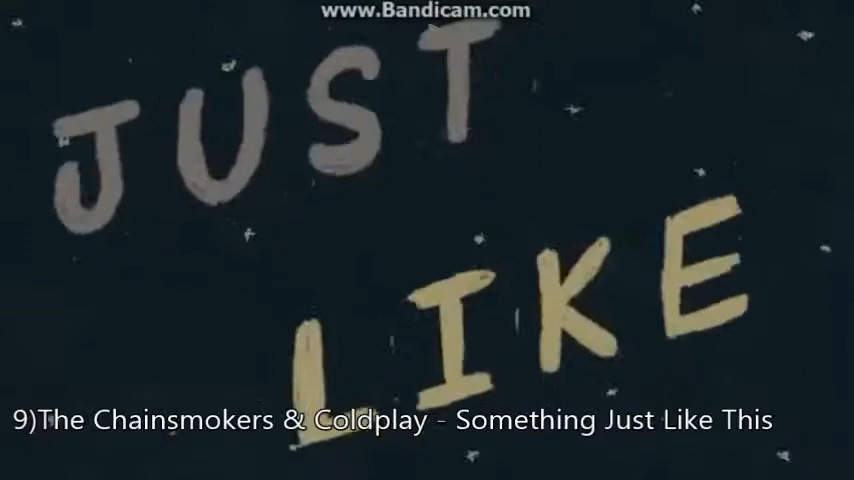 www.Bandicam.com
JUST
LIKE
9)The Chainsmokers & Coldplay - Something Just Like This